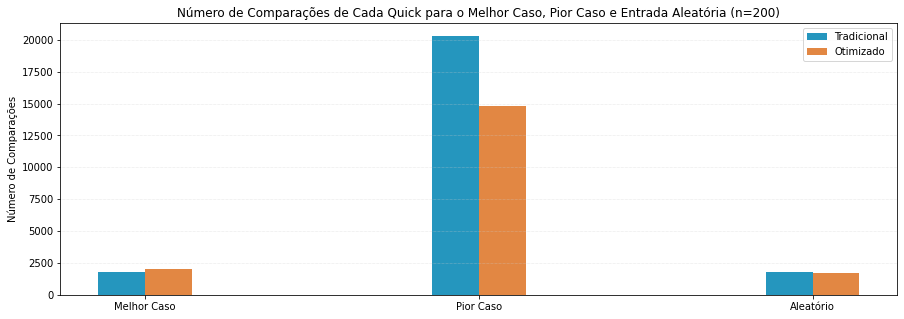 Número de Comparações de Cada Quick para o Melhor Caso, Pior Caso e Entrada Aleatória (n=200)
Tradicional
Otimizado
Número de Comparações
20000
17500
15000
12500
10000
7500
5000
2500
0
Melhor Caso
Pior Caso
Aleatório